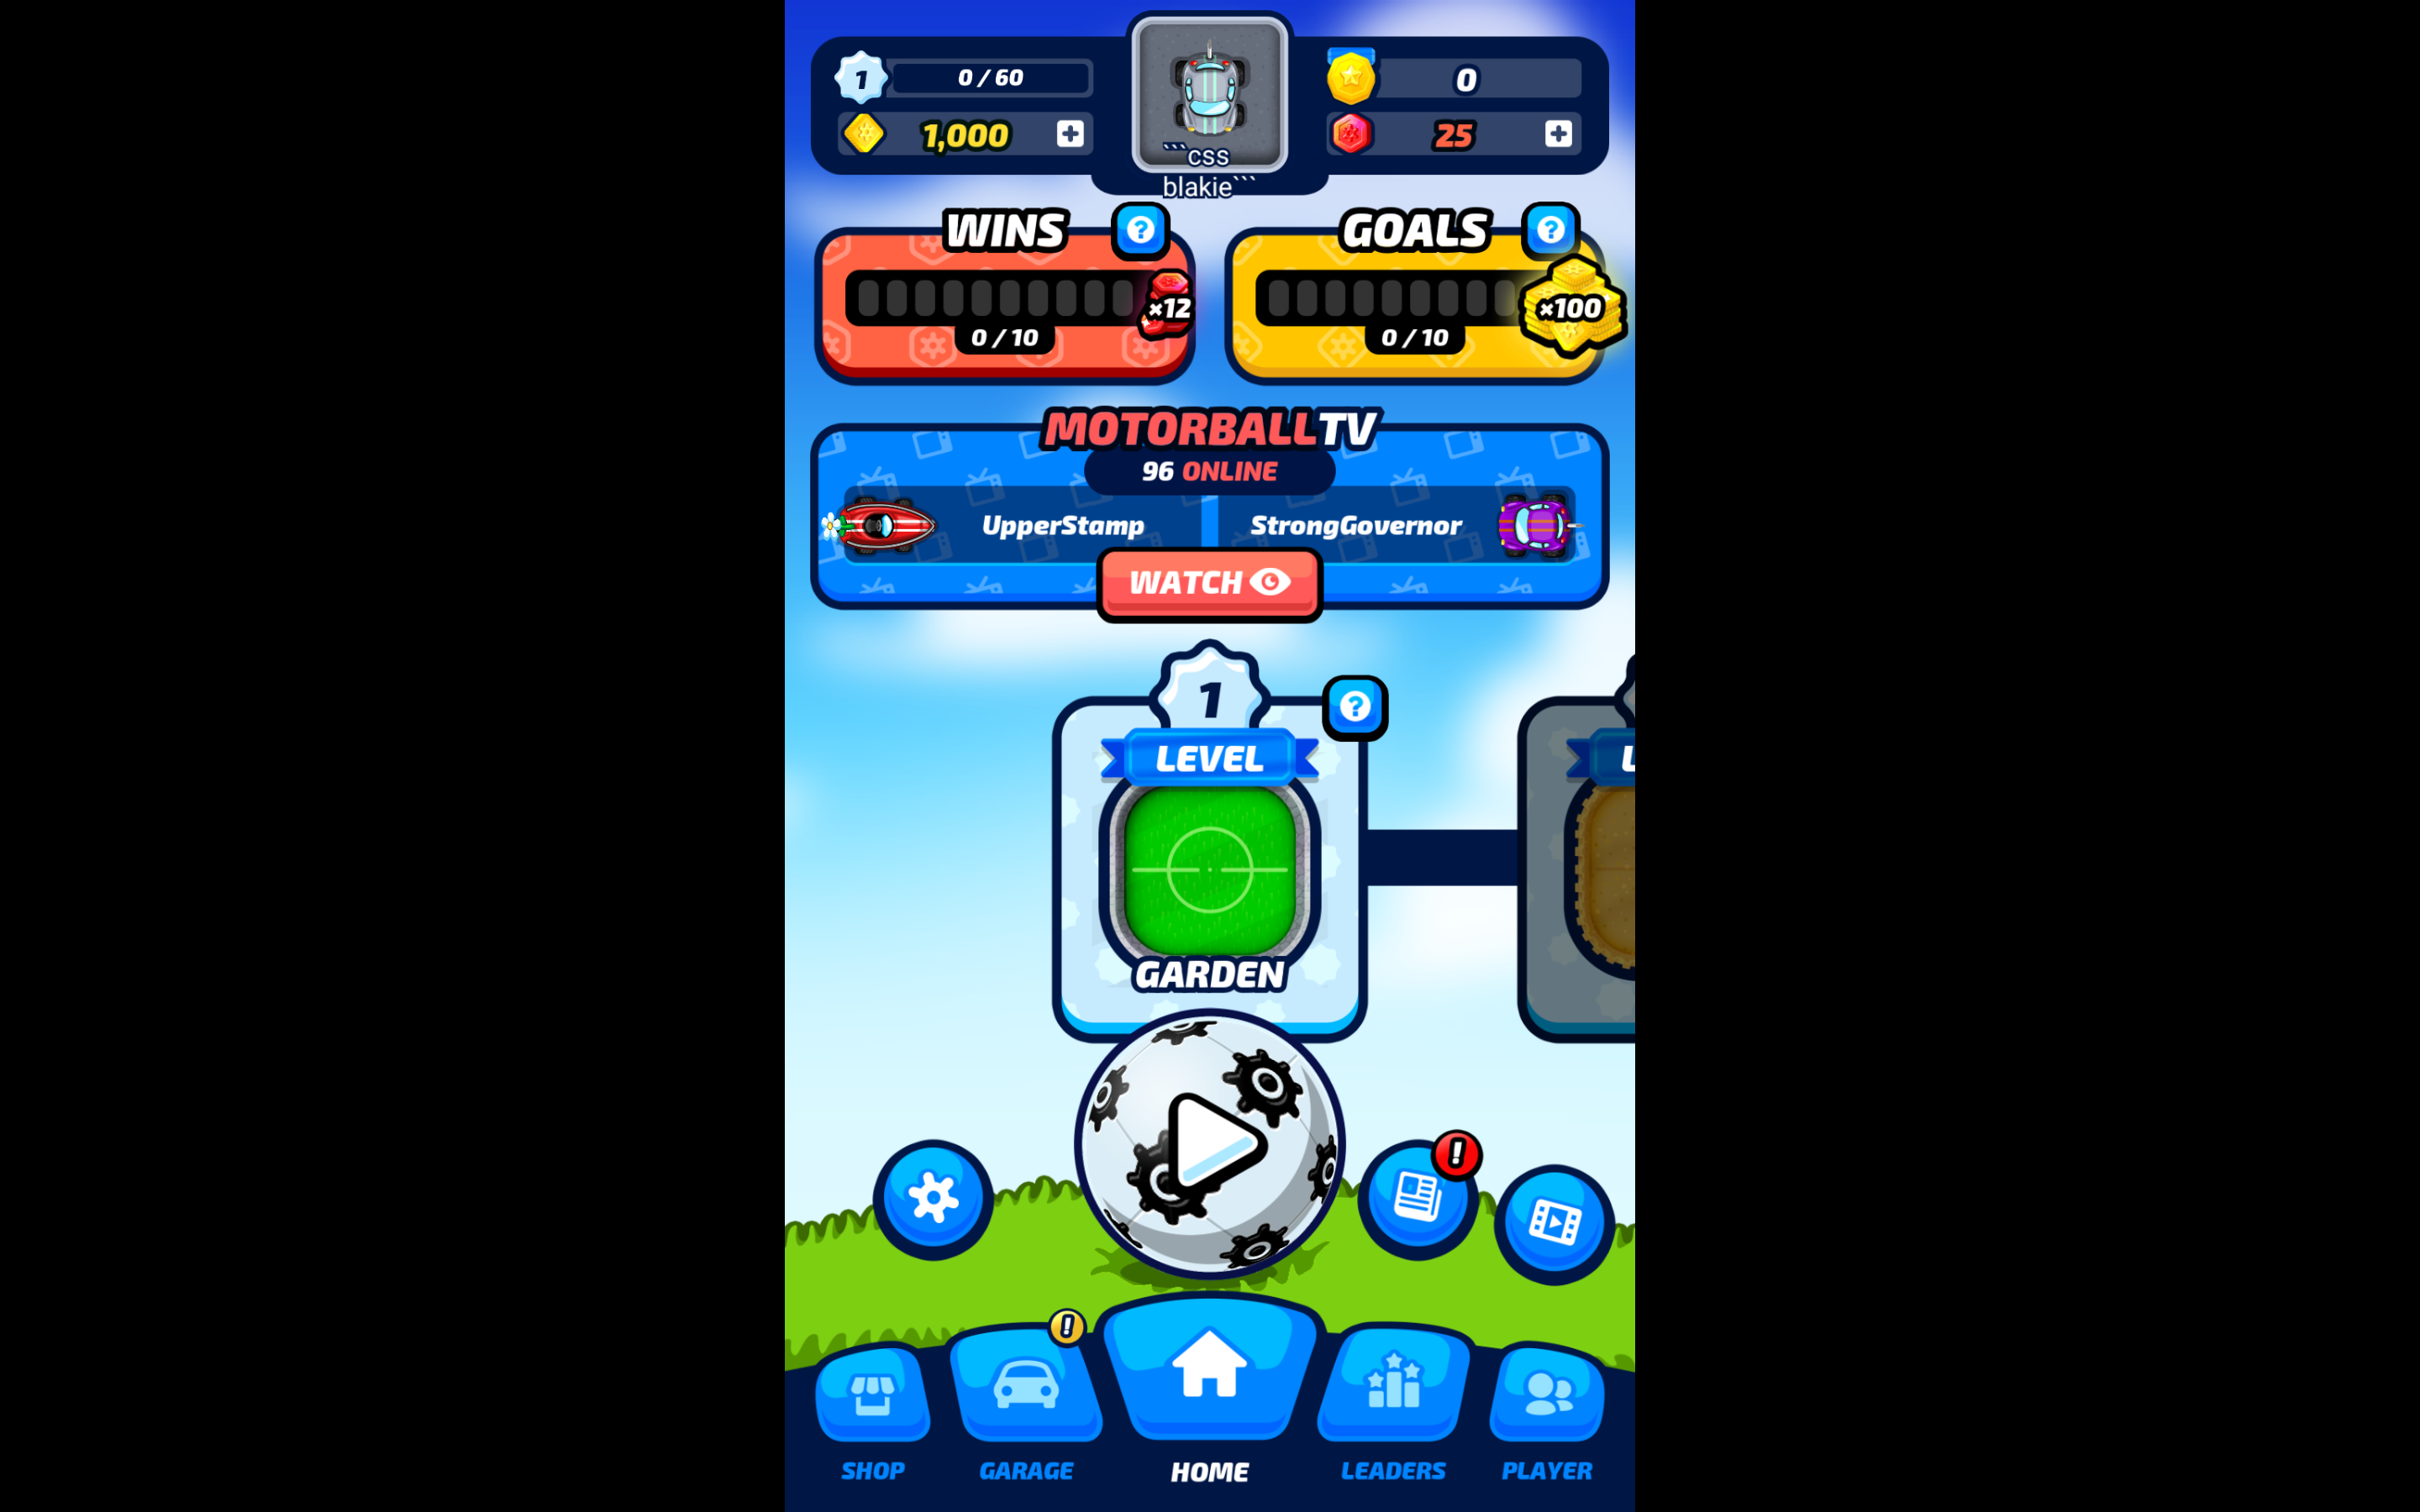 1
0 / 60
0
1,000
25
```css
blakie```
WINS
GOALS
×12
×100
0 / 10
0 / 10
MOTORBALLTV
96 ONLINE
UpperStamp
StrongGovernor
WATCH
1
LEVEL
L
GARDEN
SHOP
GARAGE
HOME
LEADERS
PLAYER